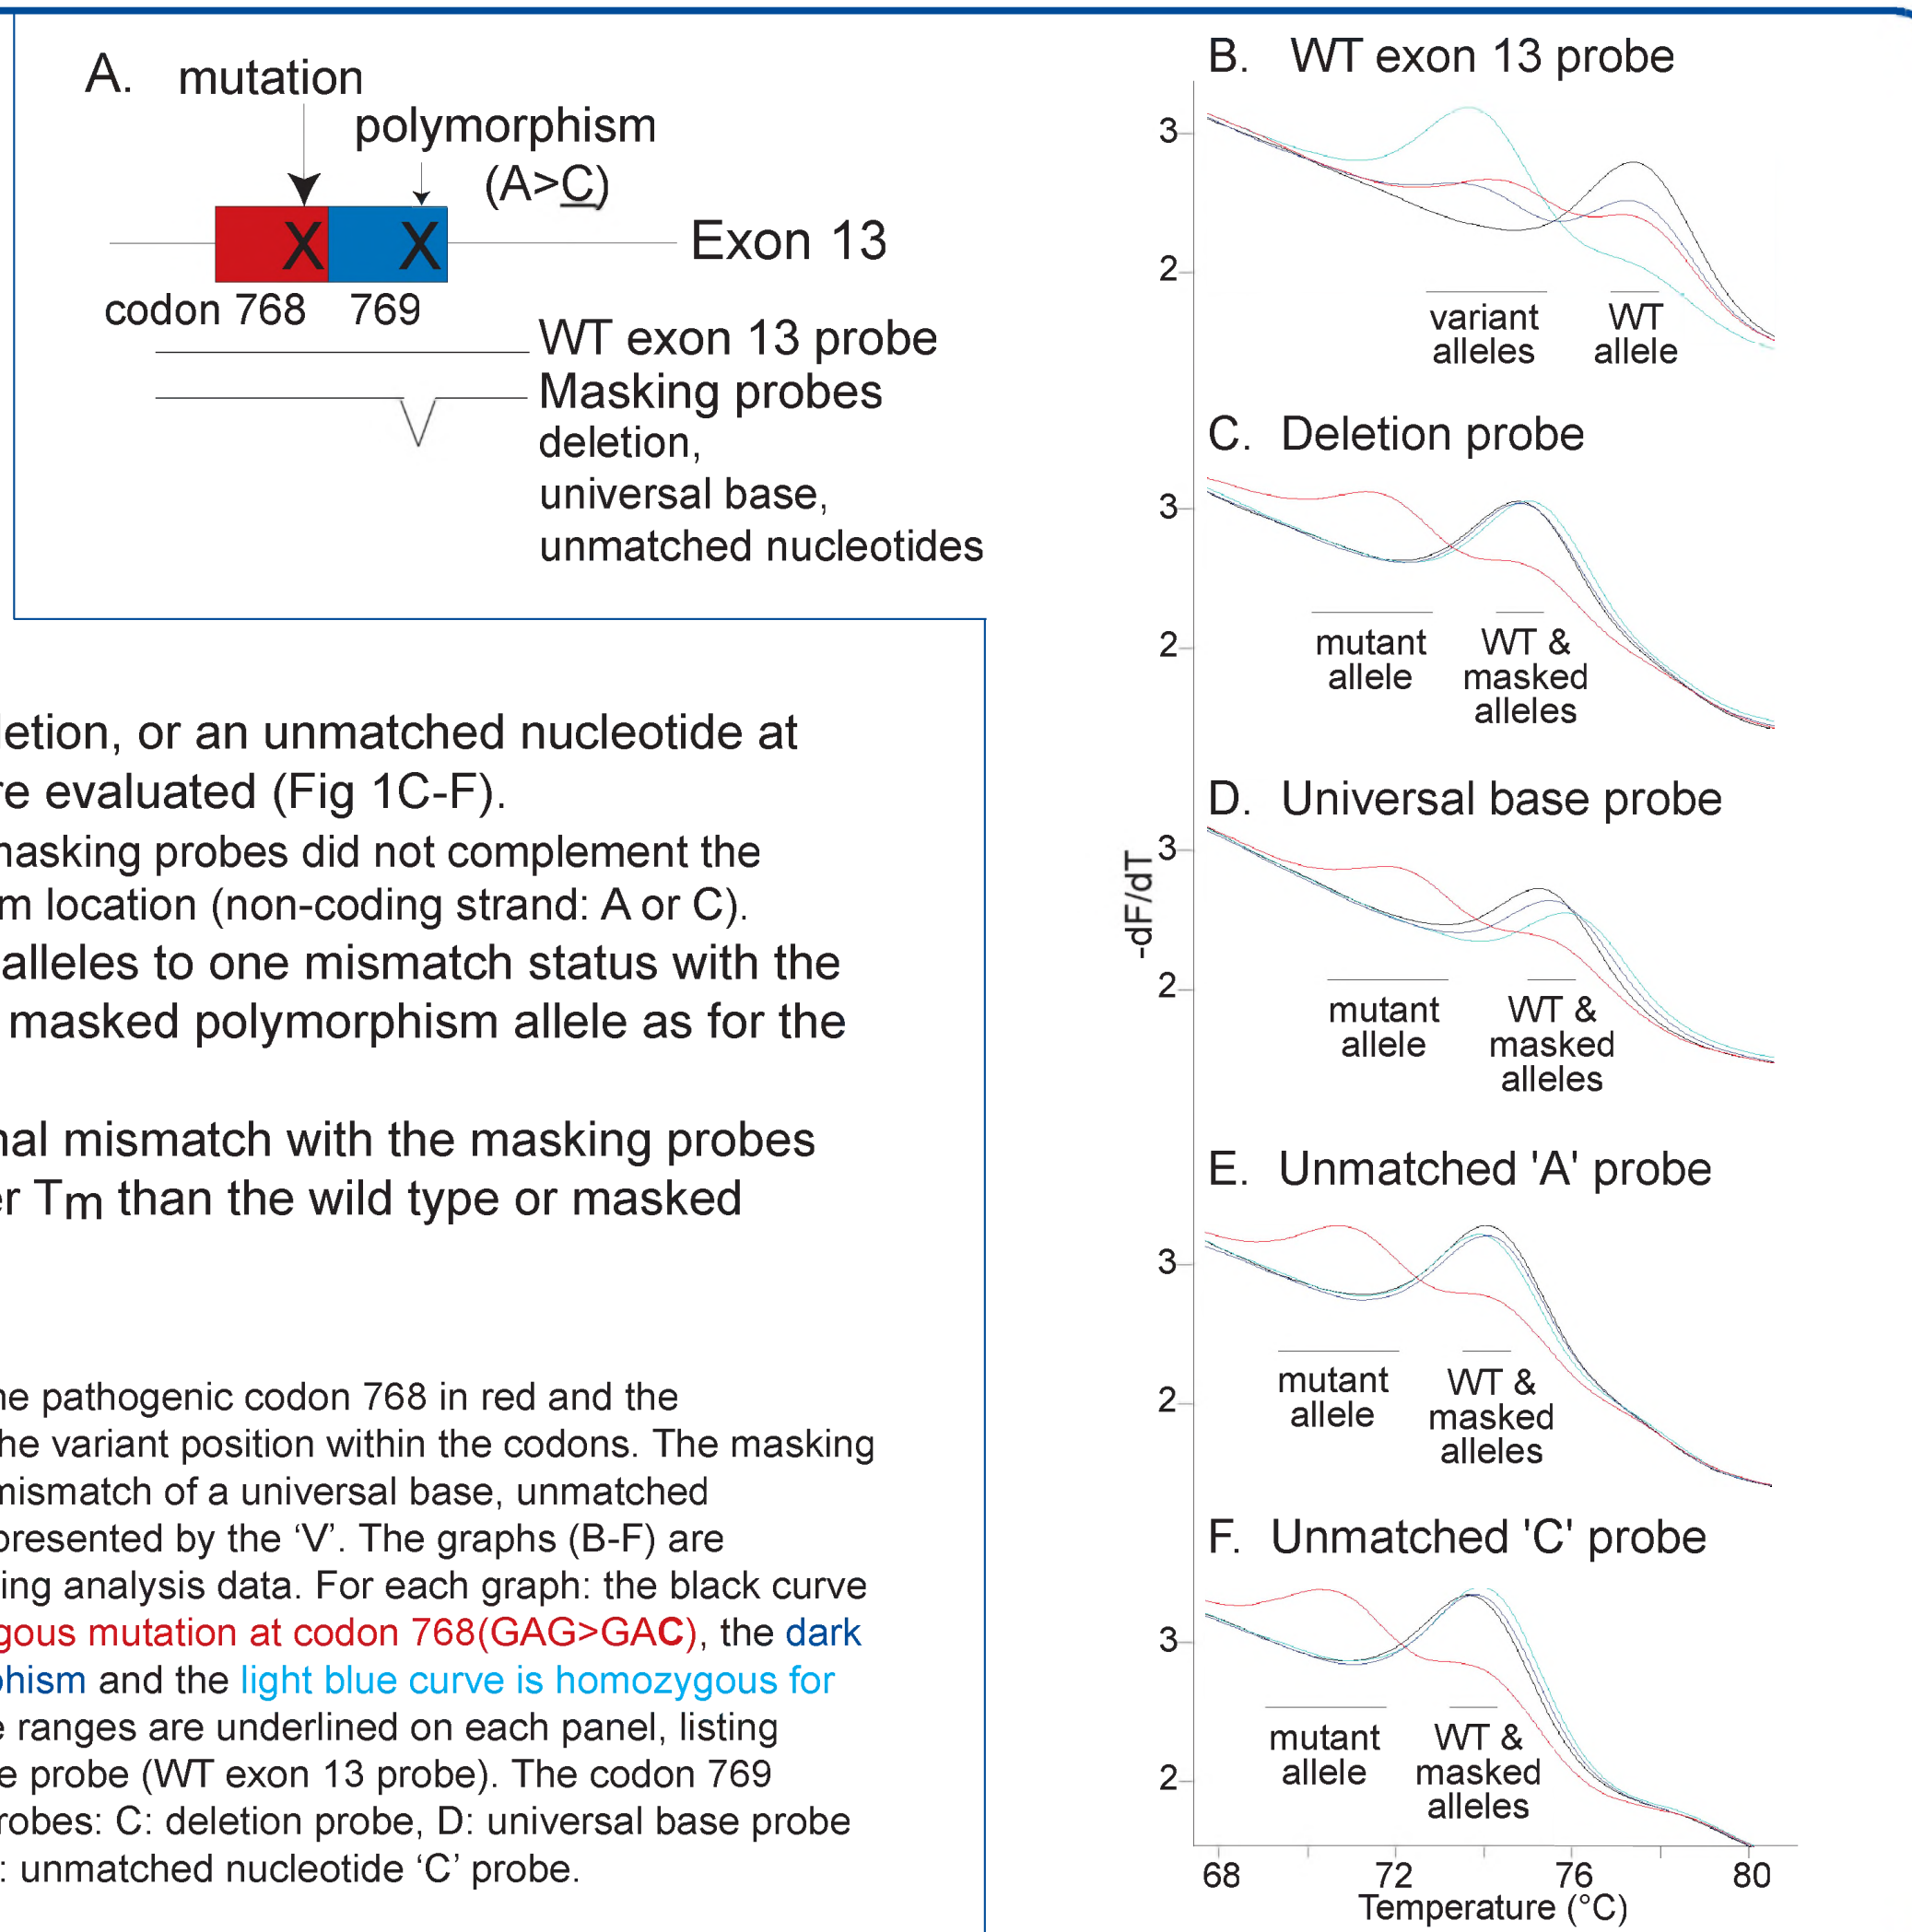 A. mutation
polymorphism
(A>C)
Exon 13
codon 768 769
WT exon 13 probe
Masking probes
deletion,
universal base,
unmatched nucleotides
letion, or an unmatched nucleotide at
re evaluated (Fig 1C-F).
masking probes did not complement the
m location (non-coding strand: A or C).
alleles to one mismatch status with the
masked polymorphism allele as for the
nal mismatch with the masking probes
er Tm than the wild type or masked
ne pathogenic codon 768 in red and the
he variant position within the codons. The masking
mismatch of a universal base, unmatched
presented by the ‘V’. The graphs (B-F) are
ing analysis data. For each graph: the black curve
gous mutation at codon 768(GAG>GAC), the dark
phism and the light blue curve is homozygous for
e ranges are underlined on each panel, listing
e probe (WT exon 13 probe). The codon 769
robes: C: deletion probe, D: universal base probe
: unmatched nucleotide ‘C’ probe.
B. WT exon 13 probe
3
2
variant
alleles
WT
allele
C. Deletion probe
3
2
mutant
allele
WT &
masked
alleles
D. Universal base probe
-dF/dT
3
2
mutant
allele
WT &
masked
alleles
E. Unmatched 'A' probe
3
2
mutant
allele
WT &
masked
alleles
F. Unmatched 'C' probe
3
2
mutant
allele
WT &
masked
alleles
68 72 76 80
Temperature (°C)